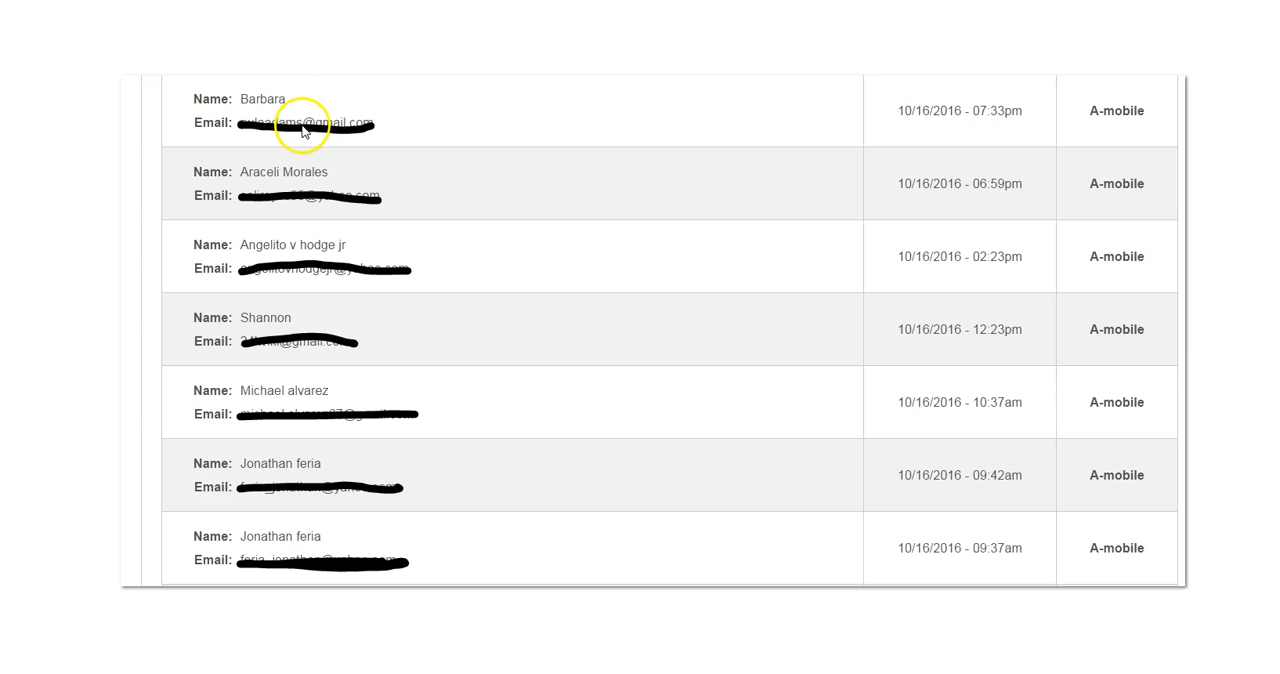 Name: Barbara
Email:
10/16/2016 - 07:33pm
A-mobile
Name: Araceli Morales
Email:
10/16/2016 - 06:59pm
A-mobile
Name: Angelito v hodge jr
Email:
10/16/2016 - 02:23pm
A-mobile
Name: Shannon
Email:
10/16/2016 - 12:23pm
A-mobile
Name: Michael alvarez
Email:
10/16/2016 - 10:37am
A-mobile
Name: Jonathan feria
Email:
10/16/2016 - 09:42am
A-mobile
Name: Jonathan feria
Email:
10/16/2016 - 09:37am
A-mobile